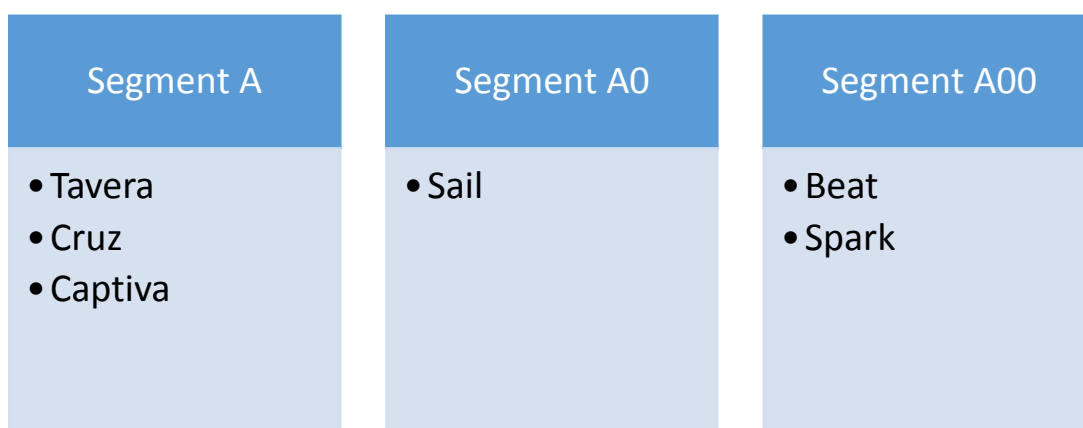 Segment A
• Tavera
• Cruz
• Captiva
Segment A0
• Sail
Segment A00
• Beat
• Spark